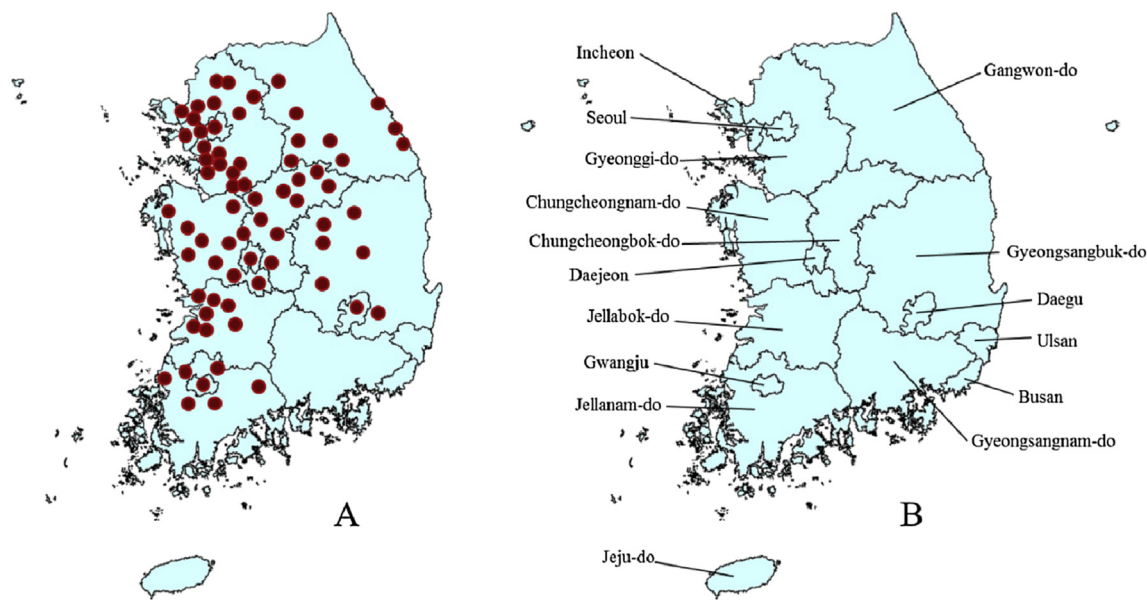 Incheon
Gangwon-do
Seoul
Gyeonggi-do
Chungcheongnam-do
Chungcheongbok-do
Gyeongsangbuk-do
Daejeon
Daegu
Jellabok-do
Ulsan
Gwangju
Busan
Jellanam-do
Gyeongsangnam-do
A
B
Jeju-do